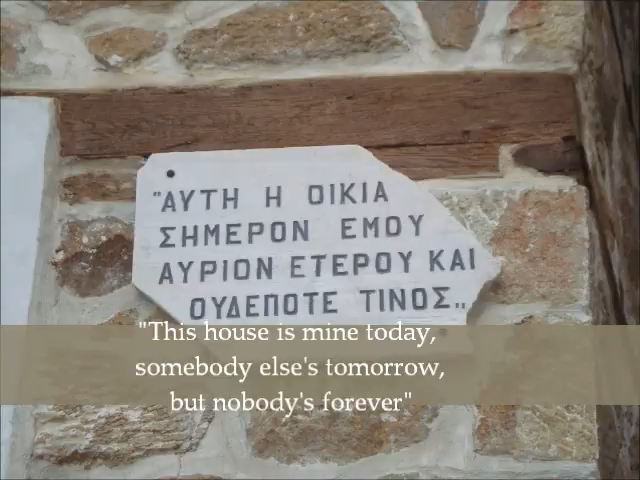 "ΑΥΤΗ Η ΟΙΚΙΑ
ΣΗΜΕΡΟΝ ΕΜΟΥ
ΑΥΡΙΟΝ ΕΤΕΡΟΥ ΚΑΙ
ΟΥΔΕΠΟΤΕ ΤΙΝΟΣ„
"This house is mine today,
somebody else's tomorrow,
but nobody's forever"